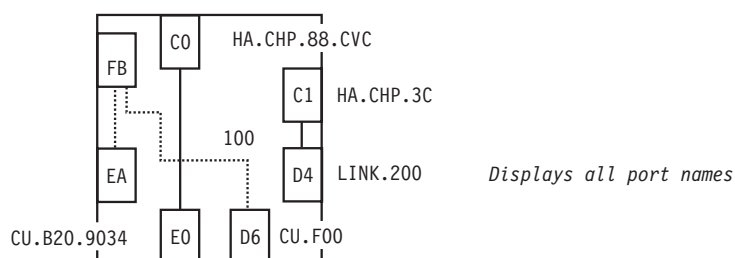 C0 HA.CHP.88.CVC
FB
C1 HA.CHP.3C
100
EA D4 LINK.200 Displays all port names
CU.B20.9034 E0 D6 CU.F00